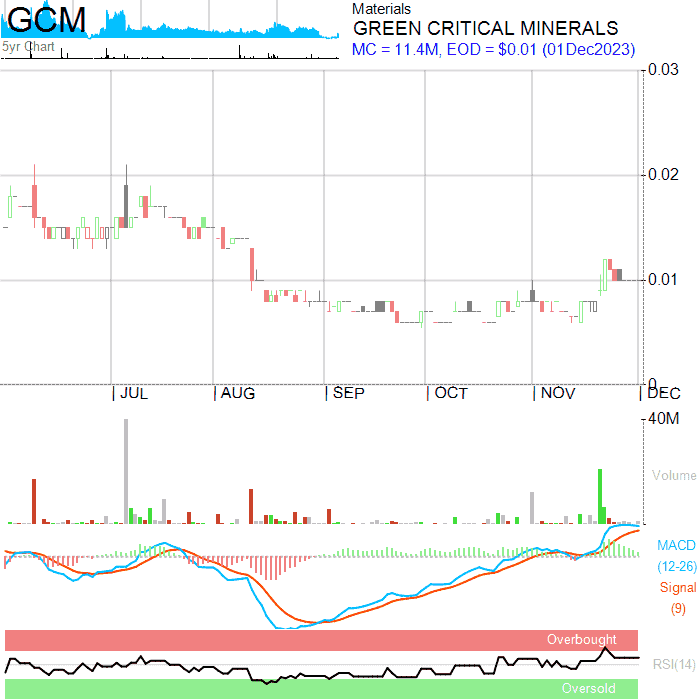 GCM
5yr Chart
Materials
GREEN CRITICAL MINERALS
MC = 11.4M, EOD = $0.01 (01Dec2023)
0.03
0.02
0.01
0
JUL AUG SEP OCT NOV DEC
40M
Volume
MACD
(12-26)
Signal
(9)
Overbought
RSI(14)
Oversold